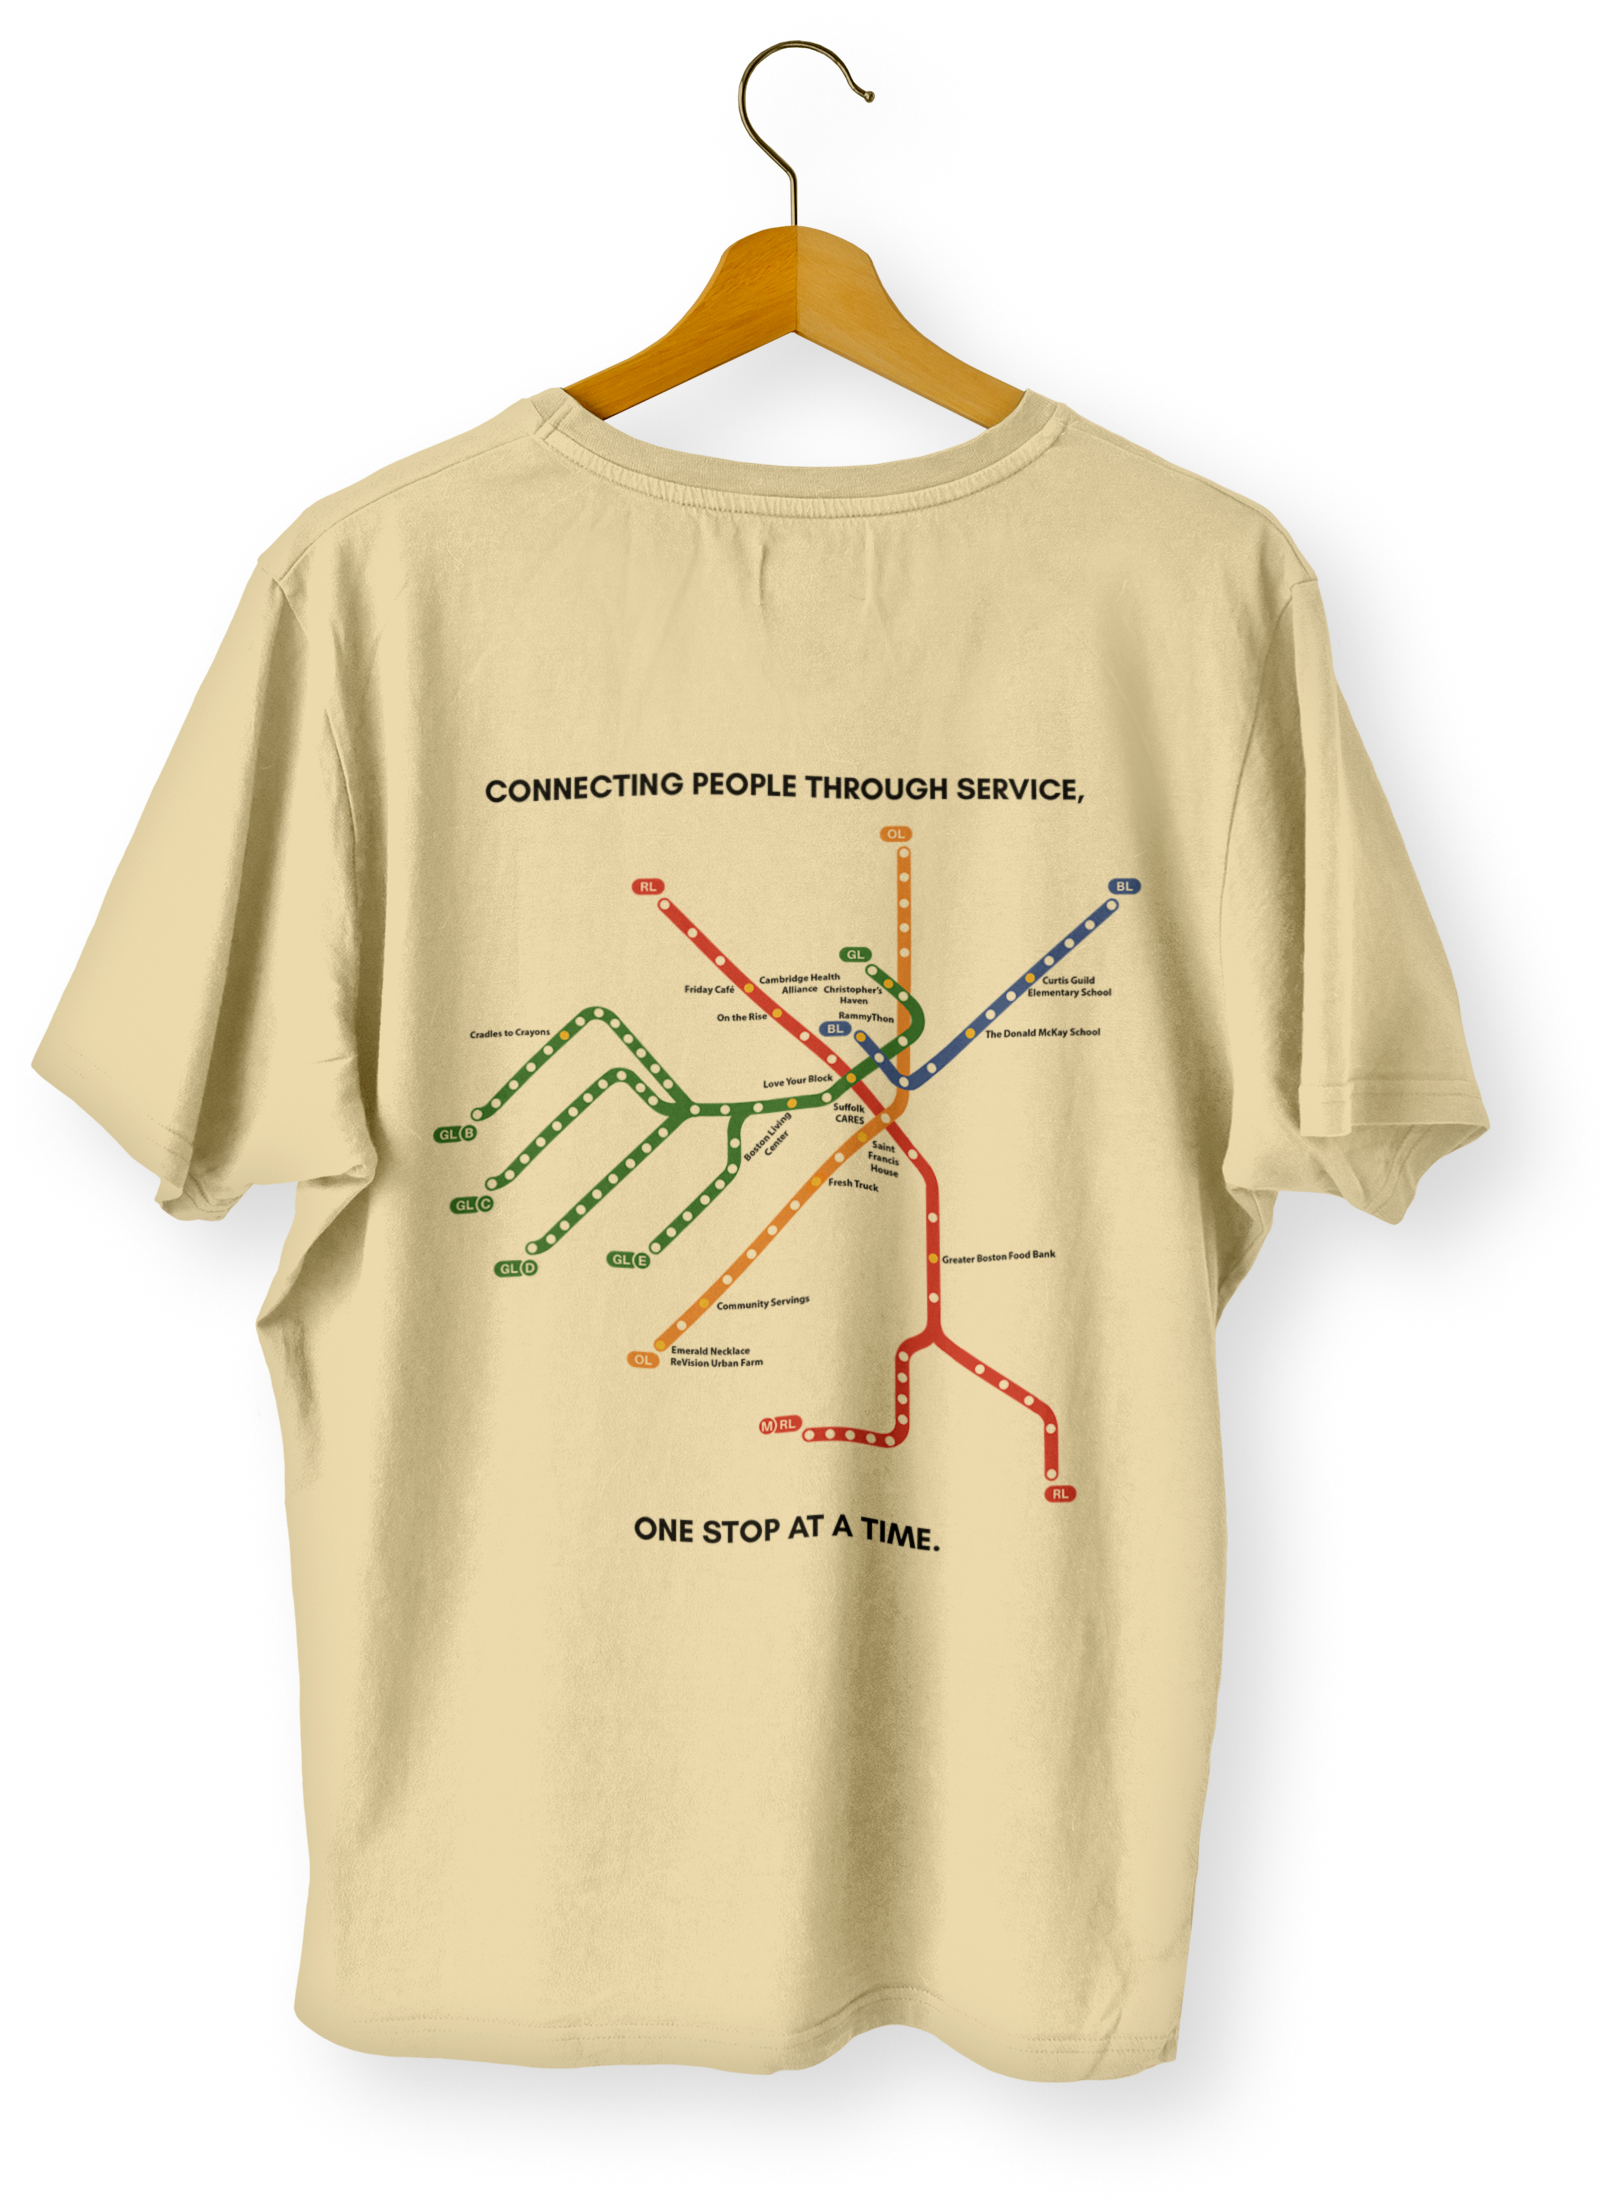 CONNECTING PEOPLE THROUGH SERVICE,
OL
RL
BL
GL
Cambridge Health
Alliance
Friday Café
Christopher's
Haven
Curtis Guild
Elementary School
On the Rise
RammyThon
BL
Cradles to Crayons
The Donald McKay School
Love Your Block
Suffolk
CARES
GL B
Boston Living
Center
Saint
Francis
House
Fresh Truck
GL C
GL D
GL E
Greater Boston Food Bank
Community Servings
Emerald Necklace
ReVision Urban Farm
OL
M RL
RL
ONE STOP AT A TIME.